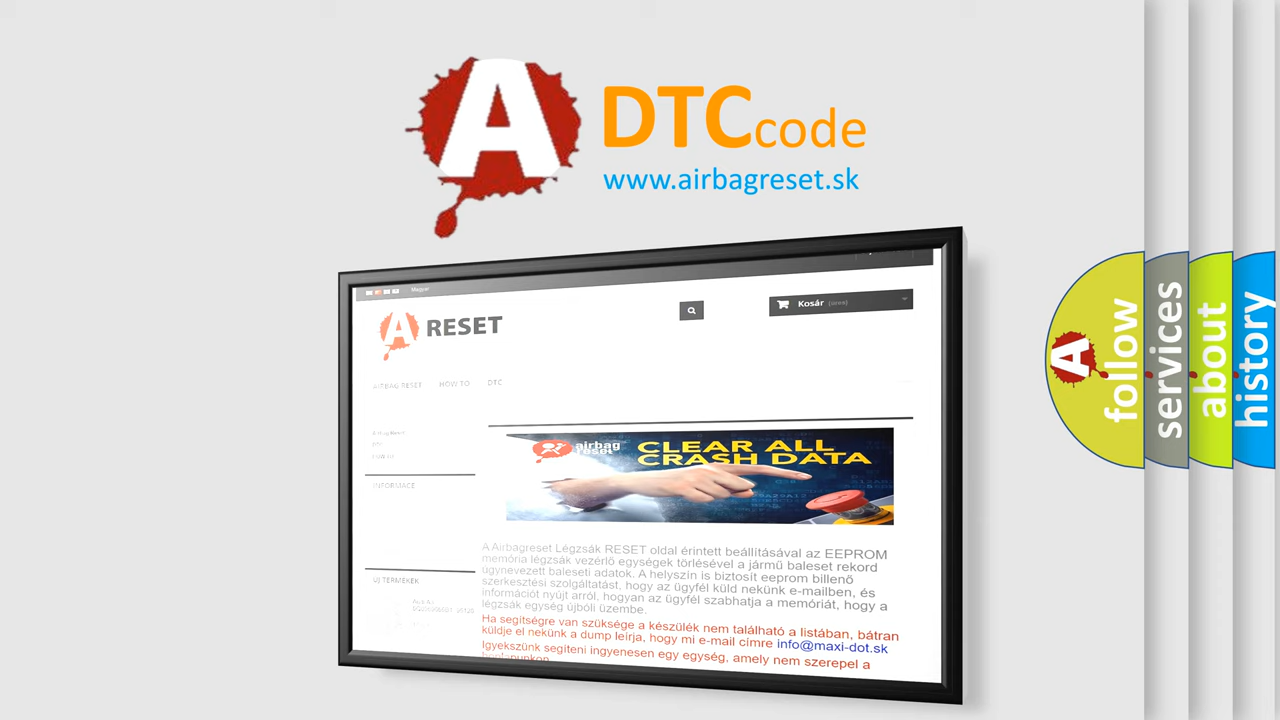 A
DTC code
www.airbagreset.sk
Magyar
A RESET
Kosár (üres)
AIRBAG RESET HOW TO DTC
INFORMACE
airbag reset
CLEAR ALL
CRASH DATA
A Airbagreset Légzsák RESET oldal érintett beállításával az EEPROM
memória légzsák vezérlő egységek törlésével a jármű baleset rekord
úgynevezett baleseti adatok. A helyszín is biztosít eeprom billenő
szerkesztési szolgáltatást, hogy az ügyfél küld nekünk e-mailben, és
információt nyújt arról, hogyan az ügyfél szabhatja a memóriát, hogy a
légzsák egység újbóli üzembe.
Ha segítségre van szüksége a készülék nem található a listában, bátran
küldje el nekünk a dump leírja, hogy mi e-mail címre info@maxi-dot.sk
Igyekszünk segíteni ingyenesen egy egység, amely nem szerepel a
ÚJ TERMÉKEK
A
follow
services
about
history